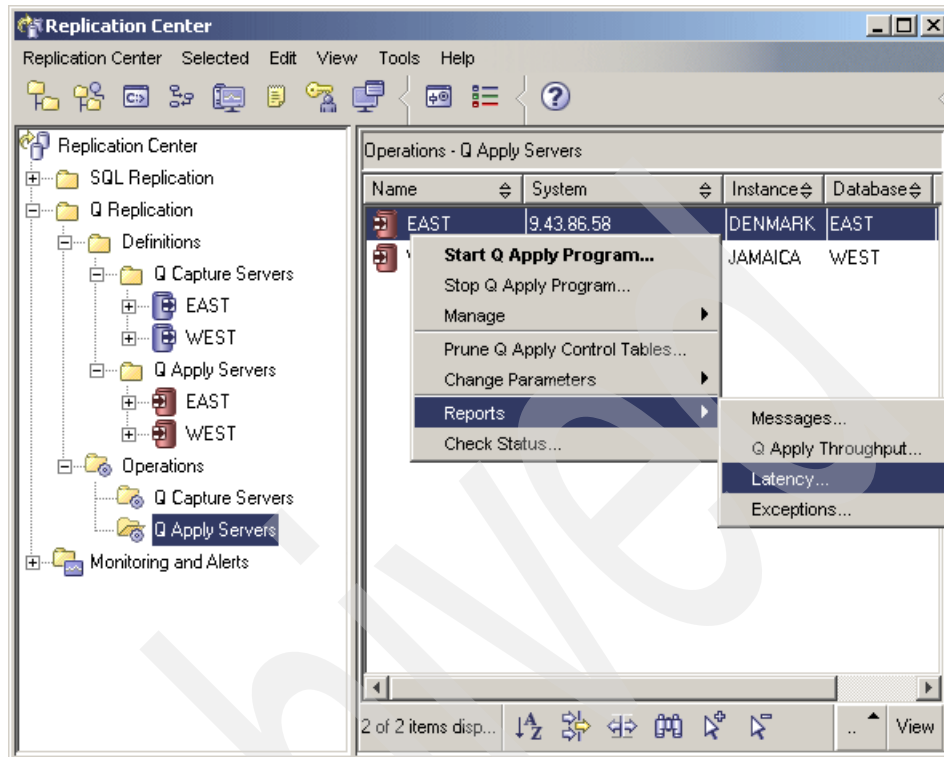 Replication Center
Replication Center Selected Edit View Tools Help
Replication Center
SQL Replication
Q Replication
Definitions
Q Capture Servers
EAST
WEST
Q Apply Servers
EAST
WEST
Operations
Q Capture Servers
Q Apply Servers
Monitoring and Alerts
Operations - Q Apply Servers
Name System Instance Database
EAST 9.43.86.58 DENMARK EAST
JAMAICA WEST
Start Q Apply Program...
Stop Q Apply Program...
Manage
Prune Q Apply Control Tables...
Change Parameters
Reports
Check Status...
Messages...
Q Apply Throughput...
Latency...
Exceptions...
2 of 2 items disp... .. View